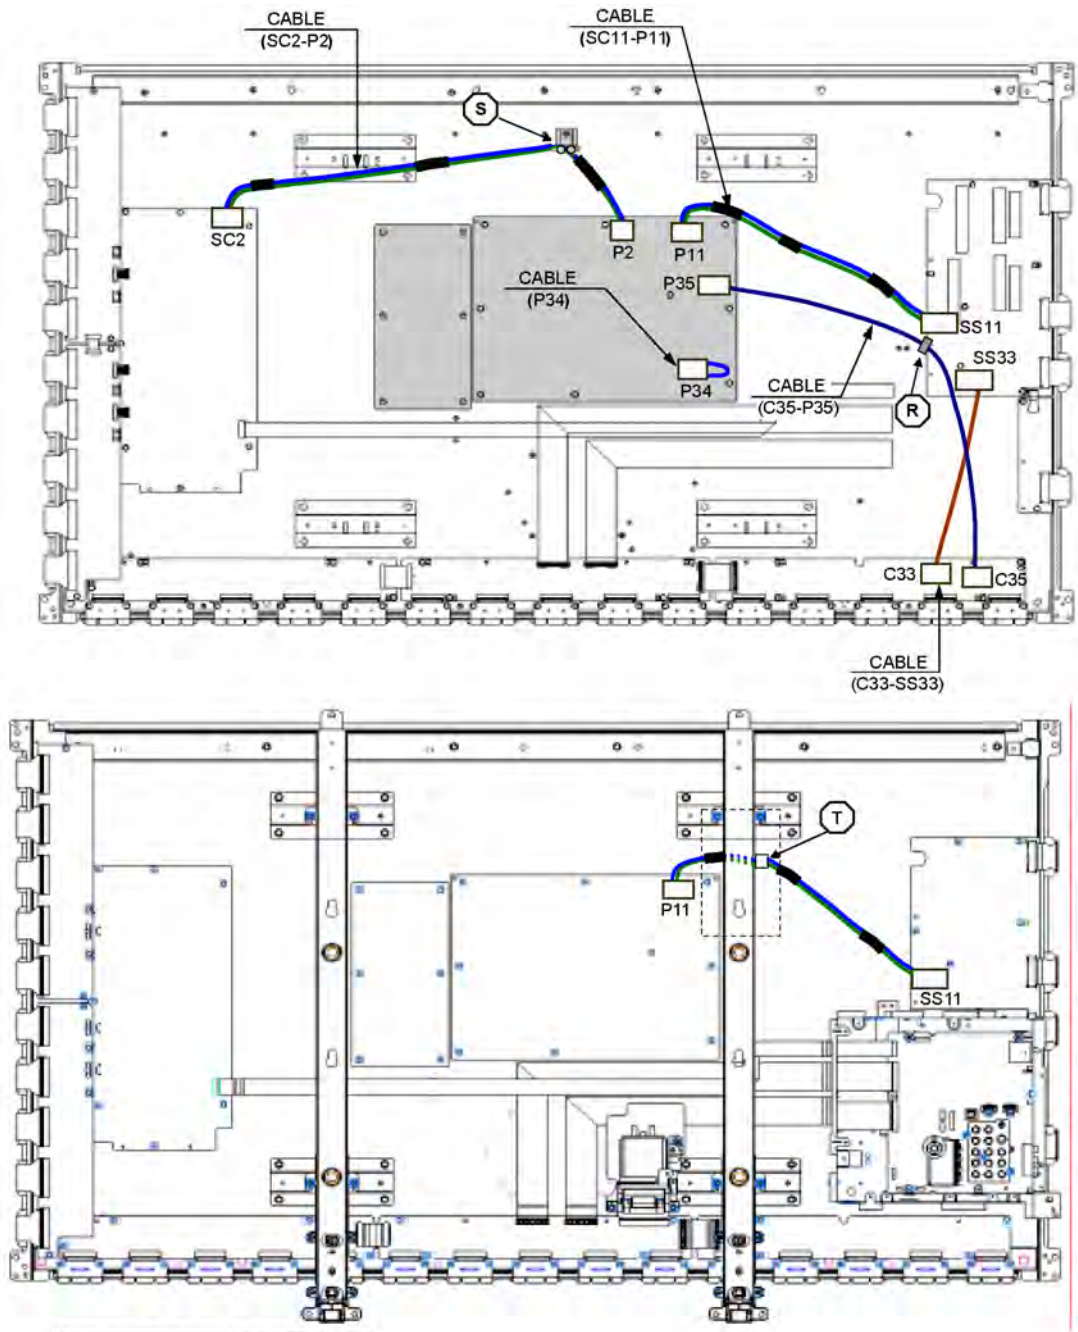 CABLE
(SC2-P2)
CABLE
(SC11-P11)
S
SC2
P2
P11
P35
CABLE
(P34)
SS11
SS33
P34
CABLE
(C35-P35)
R
C33
C35
CABLE
(C33-SS33)
T
P11
SS11